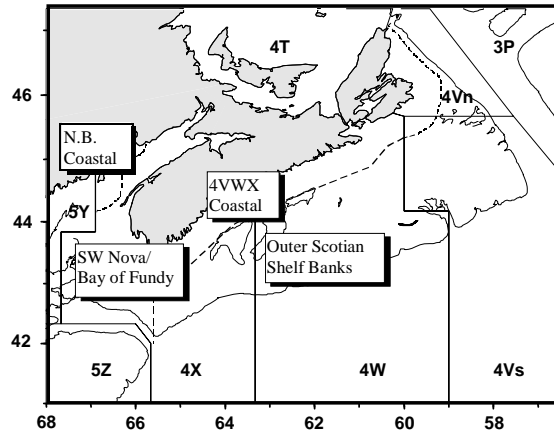 4T
3P
46
4Vn
N.B.
Coastal
4VWX
Coastal
5Y
44
SW Nova/
Bay of Fundy
Outer Scotian
Shelf Banks
42
5Z
4X
4W
4Vs
68
66
64
62
60
58